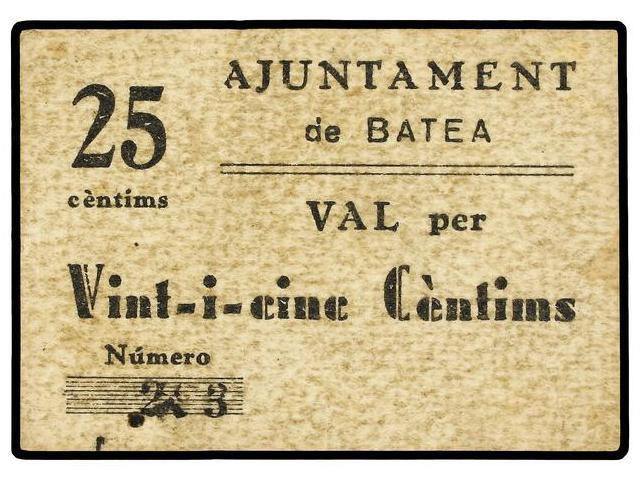 25
cèntims
AJUNTAMENT
de BATEA
VAL per
Vint-i-cinc Cèntims
Número